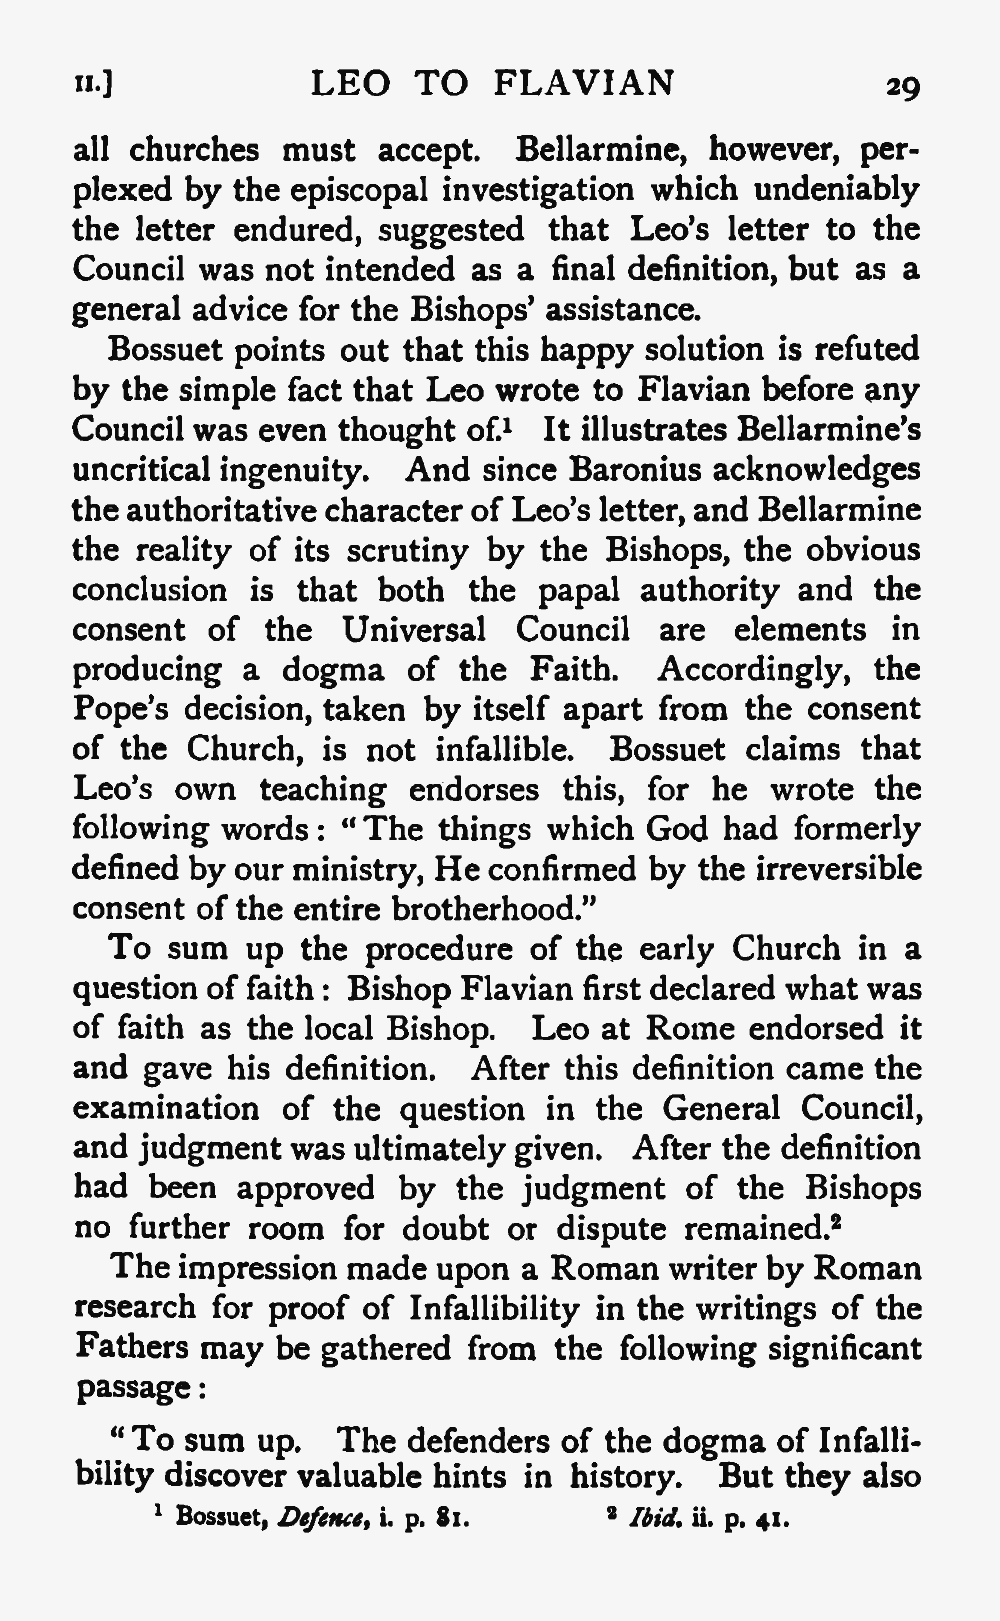 II.] LEO TO FLAVIAN 29
all churches must accept. Bellarmine, however, per-
plexed by the episcopal investigation which undeniably
the letter endured, suggested that Leo's letter to the
Council was not intended as a final definition, but as a
general advice for the Bishops' assistance.
Bossuet points out that this happy solution is refuted
by the simple fact that Leo wrote to Flavian before any
Council was even thought of.¹ It illustrates Bellarmine's
uncritical ingenuity. And since Baronius acknowledges
the authoritative character of Leo's letter, and Bellarmine
the reality of its scrutiny by the Bishops, the obvious
conclusion is that both the papal authority and the
consent of the Universal Council are elements in
producing a dogma of the Faith. Accordingly, the
Pope's decision, taken by itself apart from the consent
of the Church, is not infallible. Bossuet claims that
Leo's own teaching endorses this, for he wrote the
following words : "The things which God had formerly
defined by our ministry, He confirmed by the irreversible
consent of the entire brotherhood."
To sum up the procedure of the early Church in a
question of faith : Bishop Flavian first declared what was
of faith as the local Bishop. Leo at Rome endorsed it
and gave his definition. After this definition came the
examination of the question in the General Council,
and judgment was ultimately given. After the definition
had been approved by the judgment of the Bishops
no further room for doubt or dispute remained.²
The impression made upon a Roman writer by Roman
research for proof of Infallibility in the writings of the
Fathers may be gathered from the following significant
passage :
"To sum up. The defenders of the dogma of Infalli-
bility discover valuable hints in history. But they also
¹ Bossuet, Defence, i. p. 81. ² Ibid. ii. p. 41.